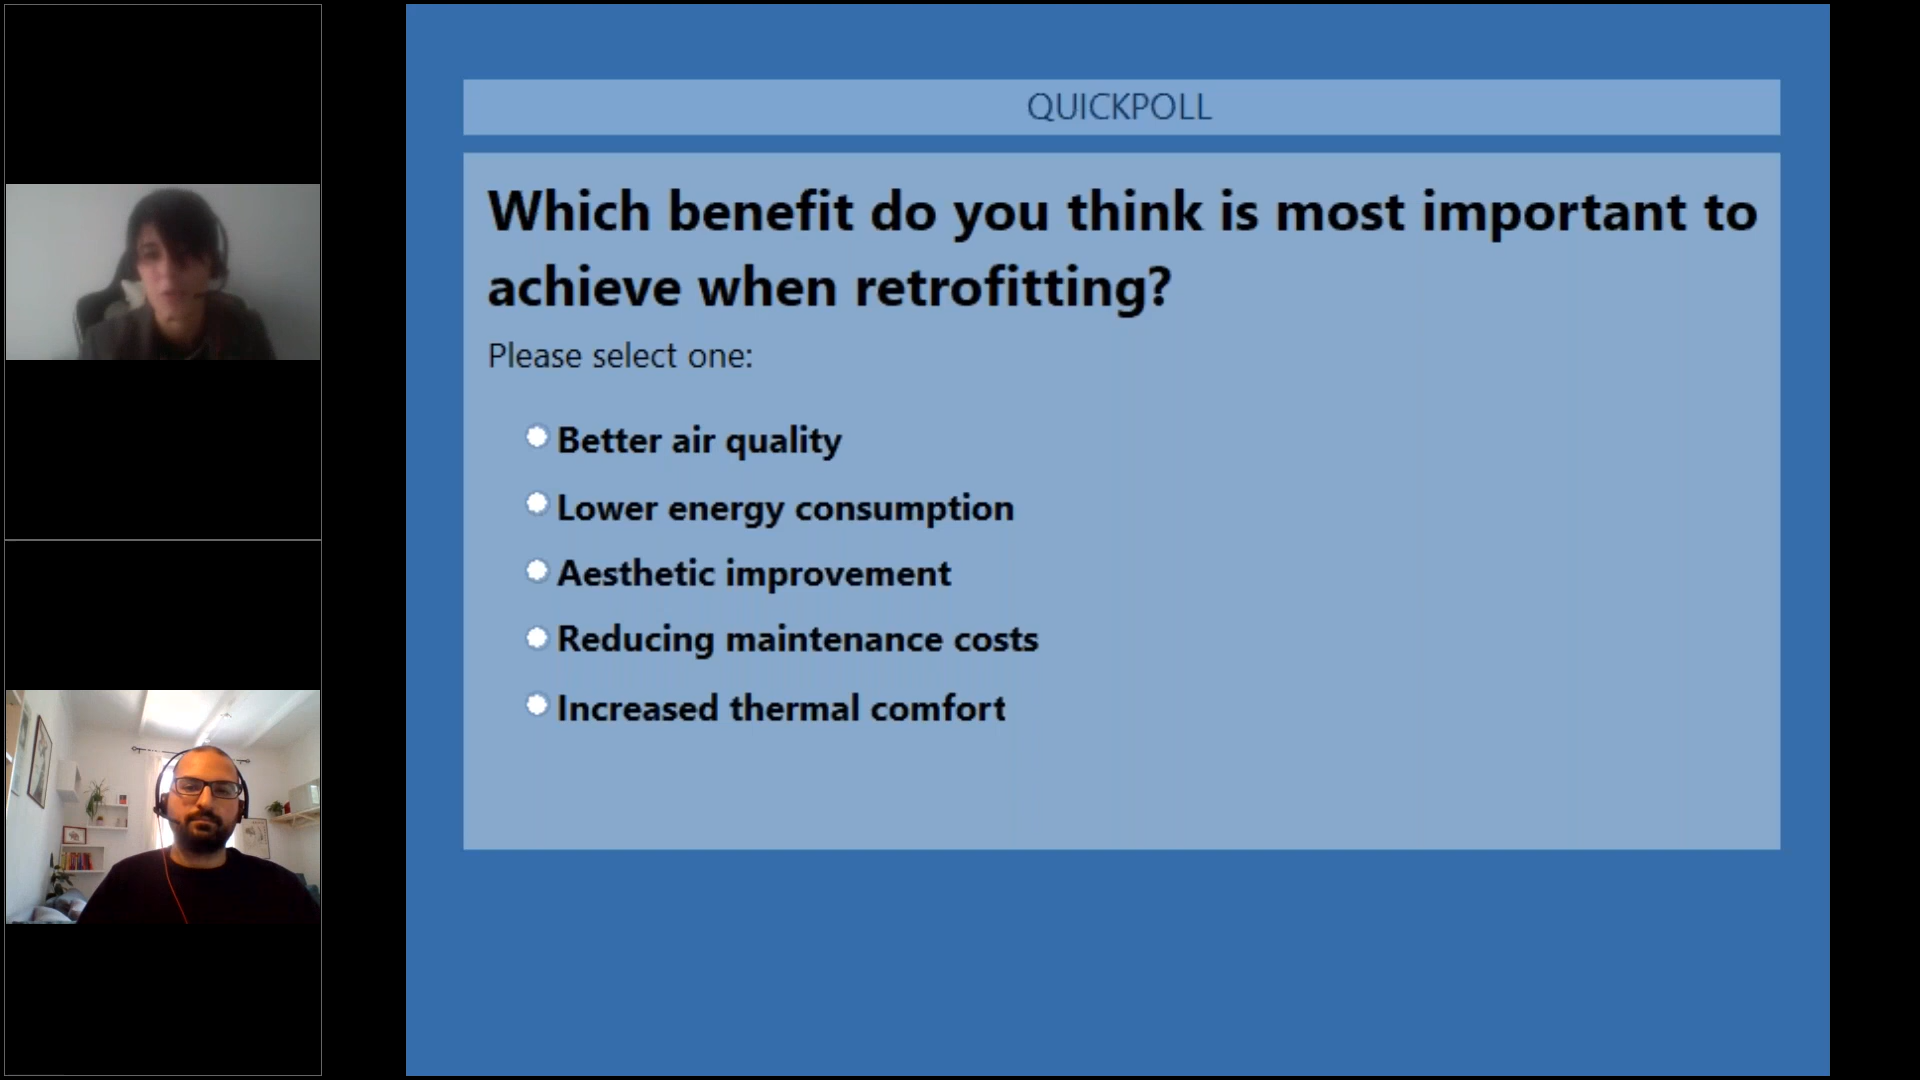 QUICKPOLL
Which benefit do you think is most important to
achieve when retrofitting?
Please select one:
Better air quality
Lower energy consumption
Aesthetic improvement
Reducing maintenance costs
Increased thermal comfort